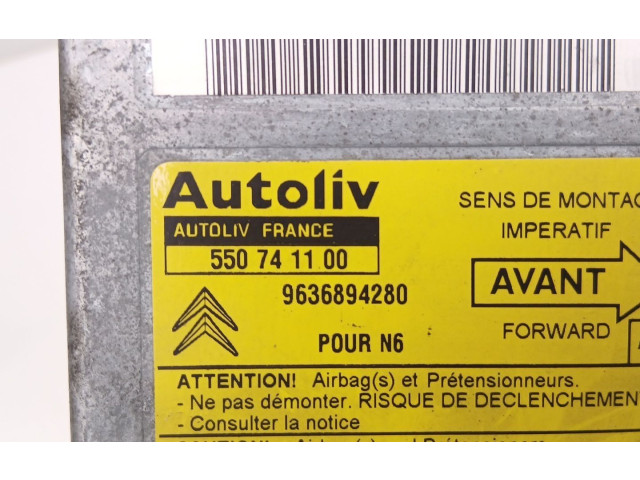 Autoliv
AUTOLIV FRANCE
550 74 11 00
9636894280
POUR N6
SENS DE MONTAG
IMPERATIF
AVANT
FORWARD
ATTENTION! Airbag(s) et Prétensionneurs.
- Ne pas démonter. RISQUE DE DECLENCHEMEN
- Consulter la notice